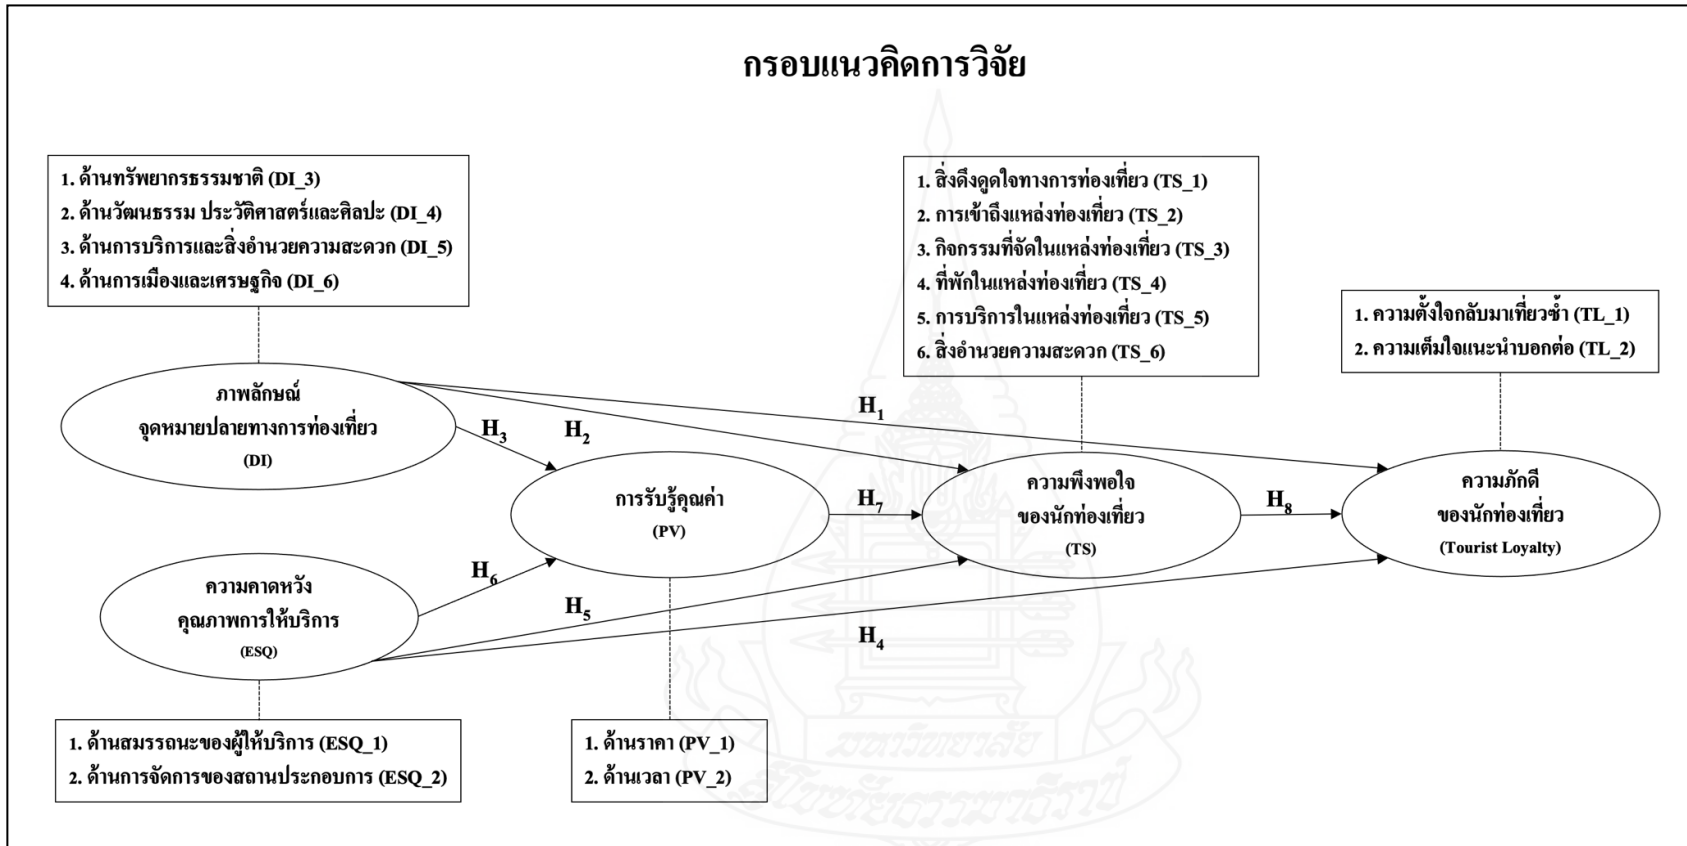 กรอบแนวคิดการวิจัย
1. ด้านทรัพยากรธรรมชาติ (DI_3)
2. ด้านวัฒนธรรม ประวัติศาสตร์และศิลปะ (DI_4)
3. ด้านการบริการและสิ่งอำนวยความสะดวก (DI_5)
4. ด้านการเมืองและเศรษฐกิจ (DI_6)
1. สิ่งดึงดูดใจทางการท่องเที่ยว (TS_1)
2. การเข้าถึงแหล่งท่องเที่ยว (TS_2)
3. กิจกรรมที่จัดในแหล่งท่องเที่ยว (TS_3)
4. ที่พักในแหล่งท่องเที่ยว (TS_4)
5. การบริการในแหล่งท่องเที่ยว (TS_5)
6. สิ่งอำนวยความสะดวก (TS_6)
1. ความตั้งใจกลับมาเที่ยวซ้ำ (TL_1)
2. ความเต็มใจแนะนำบอกต่อ (TL_2)
ภาพลักษณ์
จุดหมายปลายทางการท่องเที่ยว
(DI)
H1
H2
H3
การรับรู้คุณค่า
(PV)
H7
ความพึงพอใจ
ของนักท่องเที่ยว
(TS)
H8
ความภักดี
ของนักท่องเที่ยว
(Tourist Loyalty)
ความคาดหวัง
คุณภาพการให้บริการ
(ESQ)
H6
H5
H4
1. ด้านสมรรถนะของผู้ให้บริการ (ESQ_1)
2. ด้านการจัดการของสถานประกอบการ (ESQ_2)
1. ด้านราคา (PV_1)
2. ด้านเวลา (PV_2)
มหาวิทยาลัย
สุโขทัยธรรมาธิราช